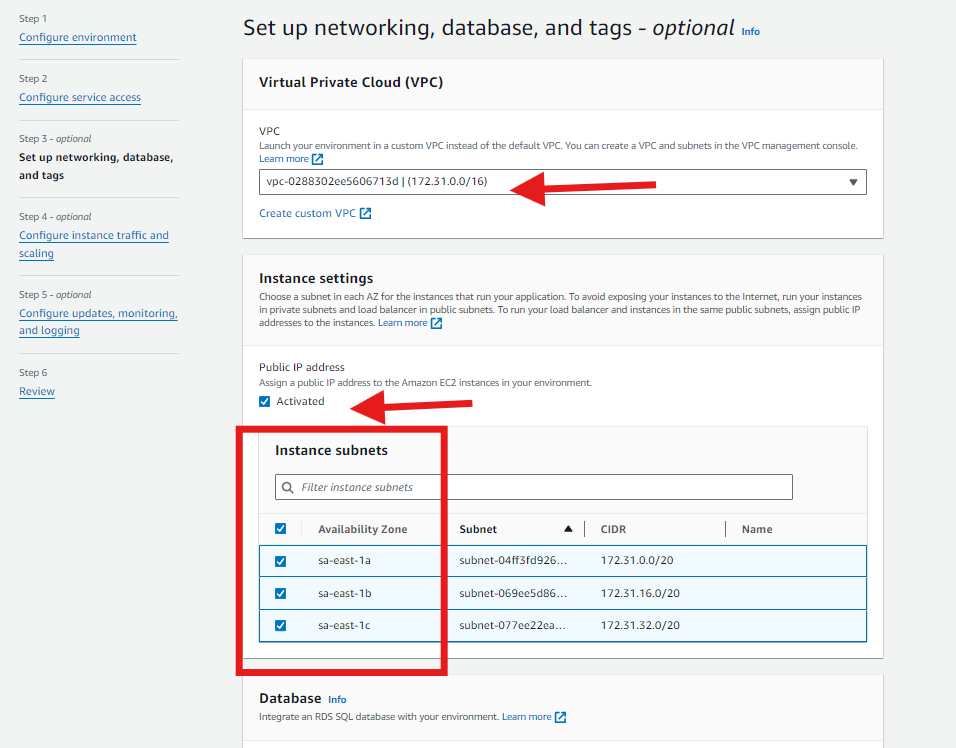 Step 1
Configure environment
Step 2
Configure service access
Step 3 - optional
Set up networking, database,
and tags
Step 4 - optional
Configure instance traffic and
scaling
Step 5 - optional
Configure updates, monitoring,
and logging
Step 6
Review
Set up networking, database, and tags - optional Info
Virtual Private Cloud (VPC)
VPC
Launch your environment in a custom VPC instead of the default VPC. You can create a VPC and subnets in the VPC management console.
Learn more
vpc-0288302ee5606713d | (172.31.0.0/16)
Create custom VPC
Instance settings
Choose a subnet in each AZ for the instances that run your application. To avoid exposing your instances to the Internet, run your instances
in private subnets and load balancer in public subnets. To run your load balancer and instances in the same public subnets, assign public IP
addresses to the instances. Learn more
Public IP address
Assign a public IP address to the Amazon EC2 instances in your environment.
Activated
Instance subnets
Filter instance subnets
Availability Zone Subnet CIDR Name
sa-east-1a subnet-04ff3fd926... 172.31.0.0/20
sa-east-1b subnet-069ee5d86... 172.31.16.0/20
sa-east-1c subnet-077ee22ea... 172.31.32.0/20
Database Info
Integrate an RDS SQL database with your environment. Learn more